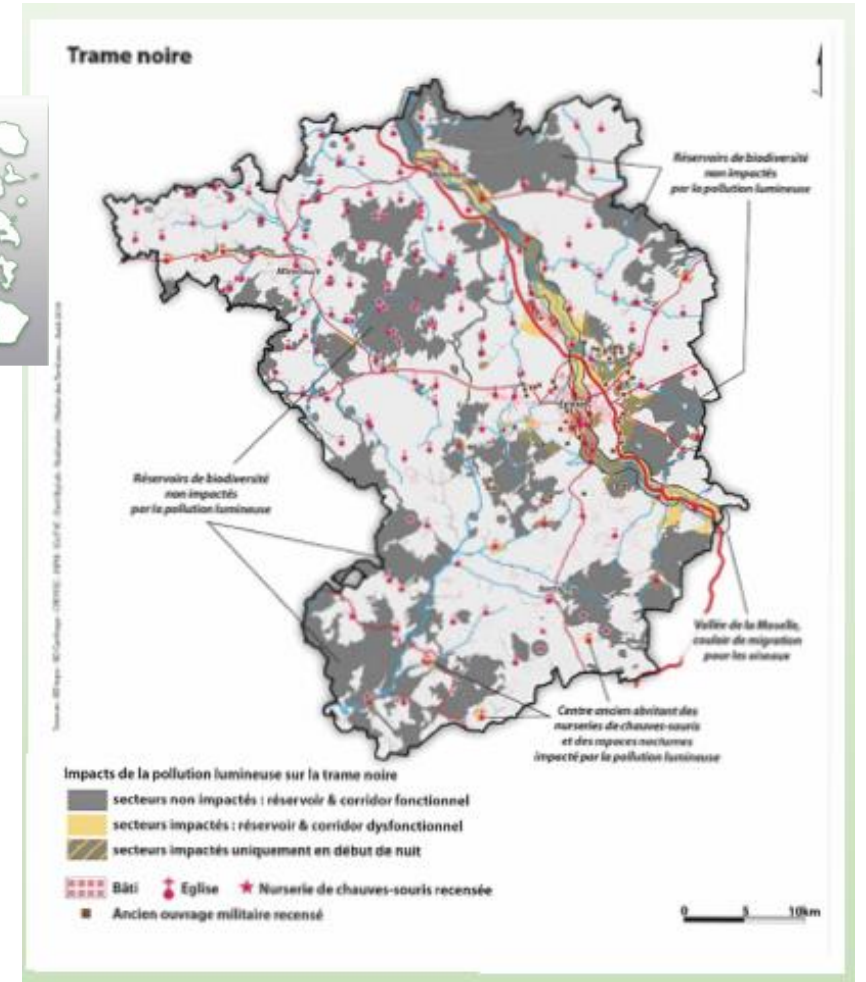 Trame noire
Réservoirs de biodiversité
non impactés
par la pollution lumineuse
Mirecourt
Epinal
Réservoirs de biodiversité
non impactés
par la pollution lumineuse
Vallée de la Moselle,
couloir de migration
pour les oiseaux
Centre ancien abritant des
nurseries de chauves-souris
et des rapaces nocturnes
impacté par la pollution lumineuse
Impacts de la pollution lumineuse sur la trame noire
secteurs non impactés : réservoir & corridor fonctionnel
secteurs impactés : réservoir & corridor dysfonctionnel
secteurs impactés uniquement en début de nuit
Bâti Eglise Nurserie de chauves-souris recensée
Ancien ouvrage militaire recensé
0 5 10km